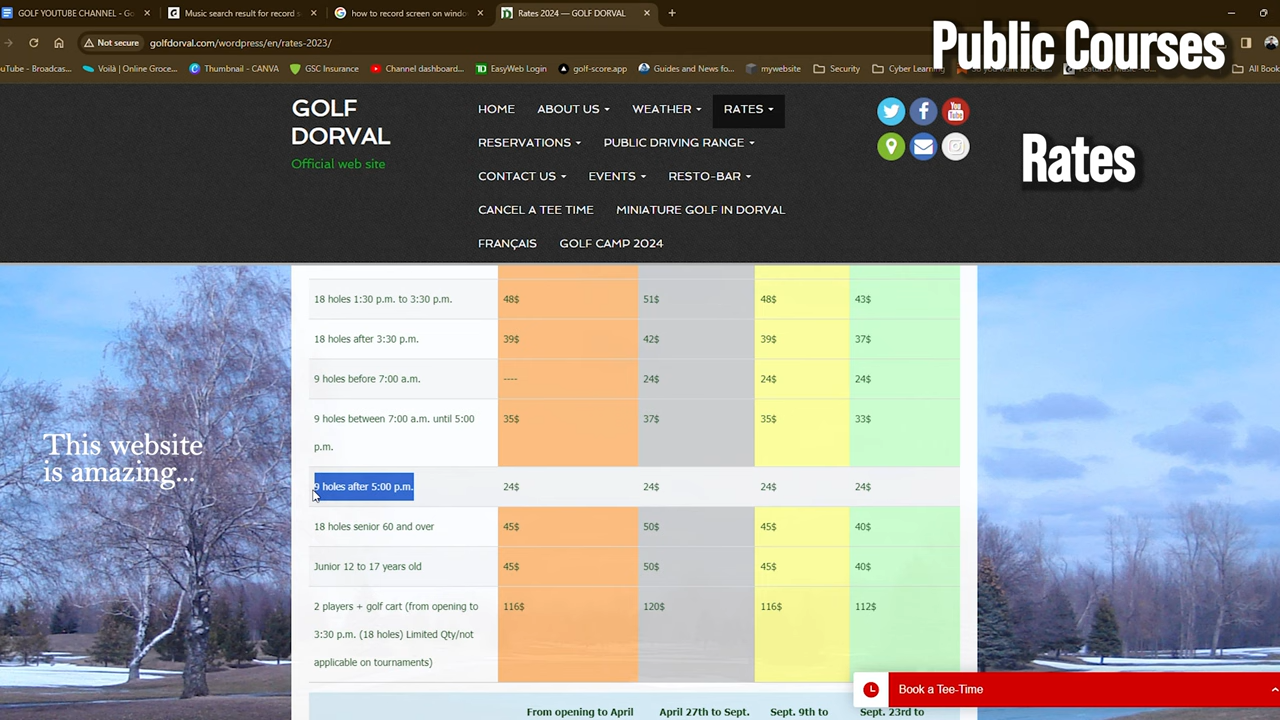 GOLF YOUTUBE CHANNEL - Go
Music search result for record s
how to record screen on windo
Rates 2024 — GOLF DORVAL
Not secure
golfdorval.com/wordpress/en/rates-2023/
Public Courses
YouTube - Broadcas...
Voilà | Online Groce...
Thumbnail - CANVA
GSC Insurance
Channel dashboard...
EasyWeb Login
golf-score.app
Guides and News fo...
mywebsite
Security
Cyber Learning
All Book
GOLF DORVAL
Official web site
HOME ABOUT US WEATHER RATES
RESERVATIONS PUBLIC DRIVING RANGE
CONTACT US EVENTS RESTO-BAR
CANCEL A TEE TIME MINIATURE GOLF IN DORVAL
FRANÇAIS GOLF CAMP 2024
You Tube
Rates
18 holes 1:30 p.m. to 3:30 p.m. 48$ 51$ 48$ 43$
18 holes after 3:30 p.m. 39$ 42$ 39$ 37$
9 holes before 7:00 a.m. ---- 24$ 24$ 24$
9 holes between 7:00 a.m. until 5:00 35$ 37$ 35$ 33$
p.m.
This website
is amazing...
9 holes after 5:00 p.m. 24$ 24$ 24$ 24$
18 holes senior 60 and over 45$ 50$ 45$ 40$
Junior 12 to 17 years old 45$ 50$ 45$ 40$
2 players + golf cart (from opening to 116$ 120$ 116$ 112$
3:30 p.m. (18 holes) Limited Qty/not
applicable on tournaments)
Book a Tee-Time
From opening to April April 27th to Sept. Sept. 9th to Sept. 23rd to